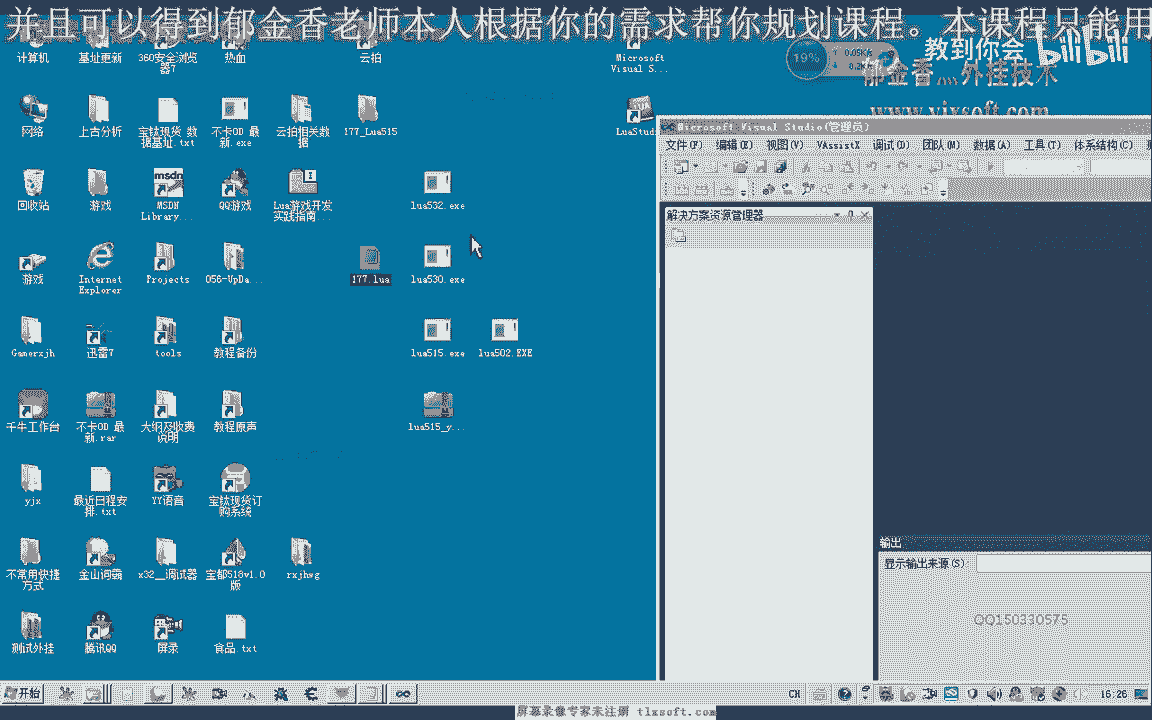 并且可以得到郁金香老师本人根据你的需求帮你规划课程。本课程只能用
计算机
基址更新
360安全浏览器7
热血
云拍
Microsoft Visual S...
19%
0.05K/s
教到你会
bilibili
郁金香灬外挂技术
www.yjxsoft.com
网络
上古分析
宝钛现货 数据基址.txt
不卡OD 最新.exe
云拍相关数据
177_Lua515
LuaStudi
Microsoft Visual Studio(管理员)
文件(F) 编辑(E) 视图(V) VAssistX 调试(D) 团队(M) 数据(A) 工具(T) 体系结构(C)
回收站
游戏
MSDN Library...
QQ游戏
Lua游戏开发实践指南...
lua532.exe
解决方案资源管理器
游戏
Internet Explorer
Projects
056-UpDa...
177.lua
lua530.exe
Gamerxjh
迅雷7
tools
教程备份
lua515.exe
lua502.EXE
千牛工作台
不卡OD 最新.rar
大纲及收费说明
教程原声
lua515_y...
yjx
最近日程安排.txt
YY语音
宝钛现货订购系统
输出
显示输出来源(S)
不常用快捷方式
金山词霸
x32__调试器
宝都518v1.0版
rxjhwg
QQ150330575
测试外挂
腾讯QQ
屏录
食品 txt
开始
CH
16:26
屏幕录像专家未注册 tlxsoft.com